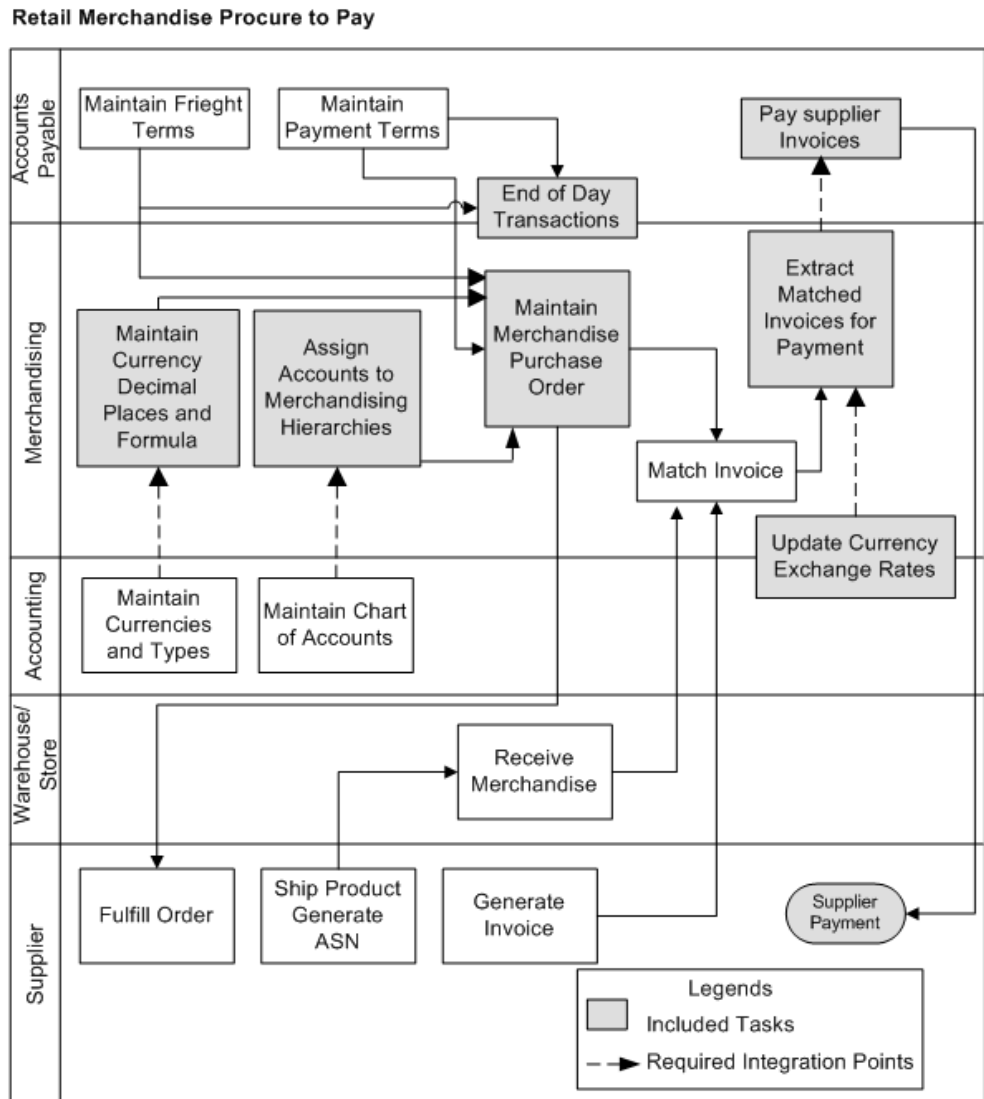 Retail Merchandise Procure to Pay
Accounts
Payable
Maintain Frieght
Terms
Maintain
Payment Terms
Pay supplier
Invoices
End of Day
Transactions
Merchandising
Maintain
Currency
Decimal
Places and
Formula
Assign
Accounts to
Merchandising
Hierarchies
Maintain
Merchandise
Purchase
Order
Extract
Matched
Invoices for
Payment
Match Invoice
Update Currency
Exchange Rates
Accounting
Maintain
Currencies
and Types
Maintain Chart
of Accounts
Warehouse/
Store
Receive
Merchandise
Supplier
Fulfill Order
Ship Product
Generate
ASN
Generate
Invoice
Supplier
Payment
Legends
Included Tasks
Required Integration Points